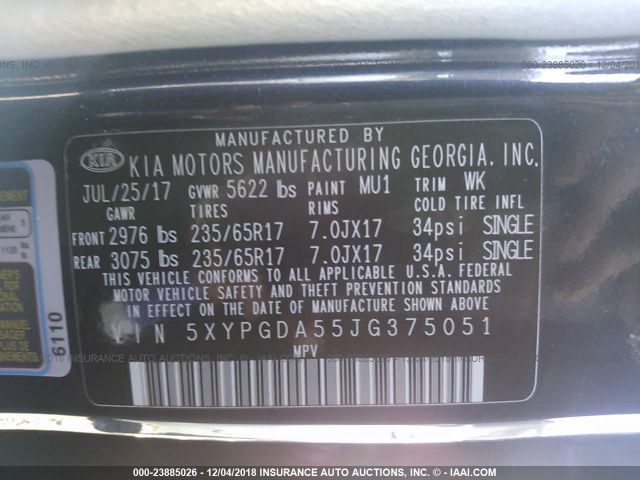 MANUFACTURED BY
KIA KIA MOTORS MANUFACTURING GEORGIA, INC.
JUL/25/17 GVWR 5622 lbs PAINT MU1 TRIM WK
GAWR TIRES RIMS COLD TIRE INFL
FRONT 2976 lbs 235/65R17 7.0JX17 34psi SINGLE
REAR 3075 lbs 235/65R17 7.0JX17 34psi SINGLE
THIS VEHICLE CONFORMS TO ALL APPLICABLE U.S.A. FEDERAL
MOTOR VEHICLE SAFETY AND THEFT PREVENTION STANDARDS
IN EFFECT ON THE DATE OF MANUFACTURE SHOWN ABOVE
VIN 5XYPGDA55JG375051
MPV
6110
00-23885026 - 12/04/2018 INSURANCE AUTO AUCTIONS, INC. © - IAAI.COM